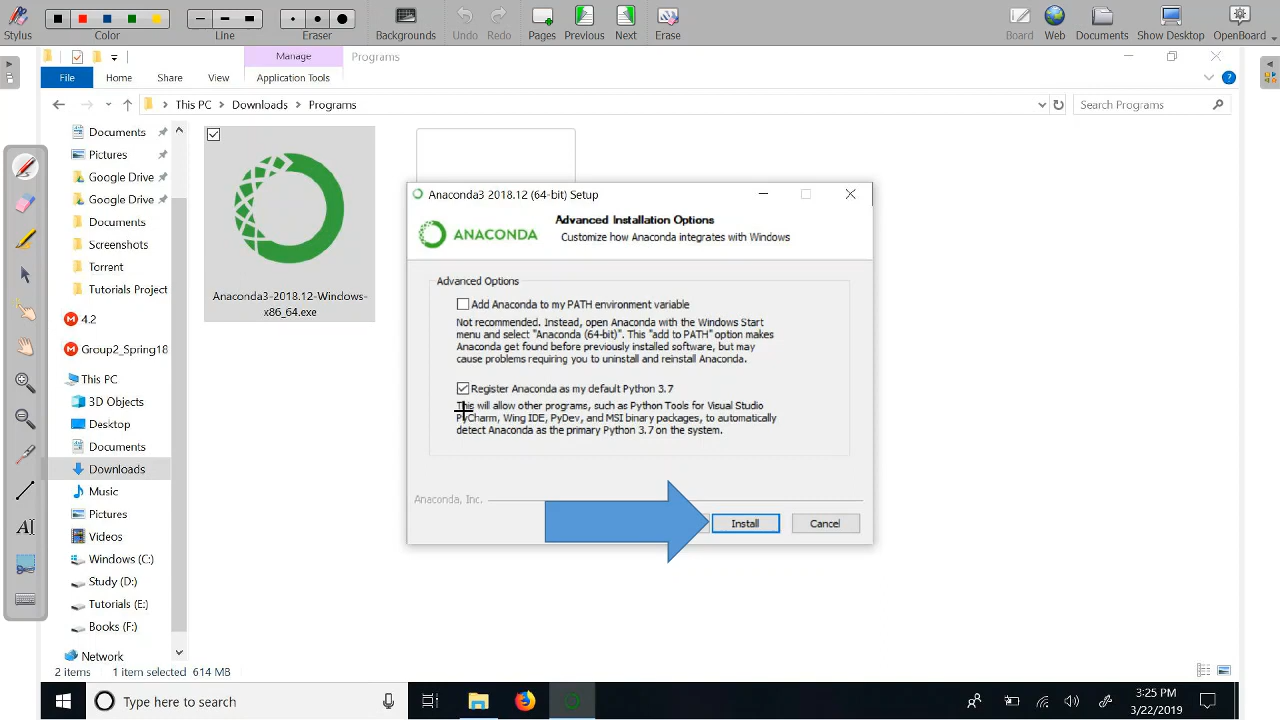 Stylus
Color
Line
Eraser
Backgrounds
Undo
Redo
Pages
Previous
Next
Erase
Board
Web
Documents
Show Desktop
OpenBoard
Manage
Programs
File
Home
Share
View
Application Tools
This PC
Downloads
Programs
Search Programs
Documents
Pictures
Google Drive
Google Drive
Documents
Screenshots
Torrent
Tutorials Project
4.2
Group2_Spring18
This PC
3D Objects
Desktop
Documents
Downloads
Music
Pictures
Videos
Windows (C:)
Study (D:)
Tutorials (E:)
Books (F:)
Network
Anaconda3-2018.12-Windows-
x86_64.exe
Anaconda3 2018.12 (64-bit) Setup
ANACONDA
Advanced Installation Options
Customize how Anaconda integrates with Windows
Advanced Options
Add Anaconda to my PATH environment variable
Not recommended. Instead, open Anaconda with the Windows Start
menu and select "Anaconda (64-bit)". This "add to PATH" option makes
Anaconda get found before previously installed software, but may
cause problems requiring you to uninstall and reinstall Anaconda.
Register Anaconda as my default Python 3.7
This will allow other programs, such as Python Tools for Visual Studio
PyCharm, Wing IDE, PyDev, and MSI binary packages, to automatically
detect Anaconda as the primary Python 3.7 on the system.
Anaconda, Inc.
Install
Cancel
2 items
1 item selected
614 MB
Type here to search
3:25 PM
3/22/2019